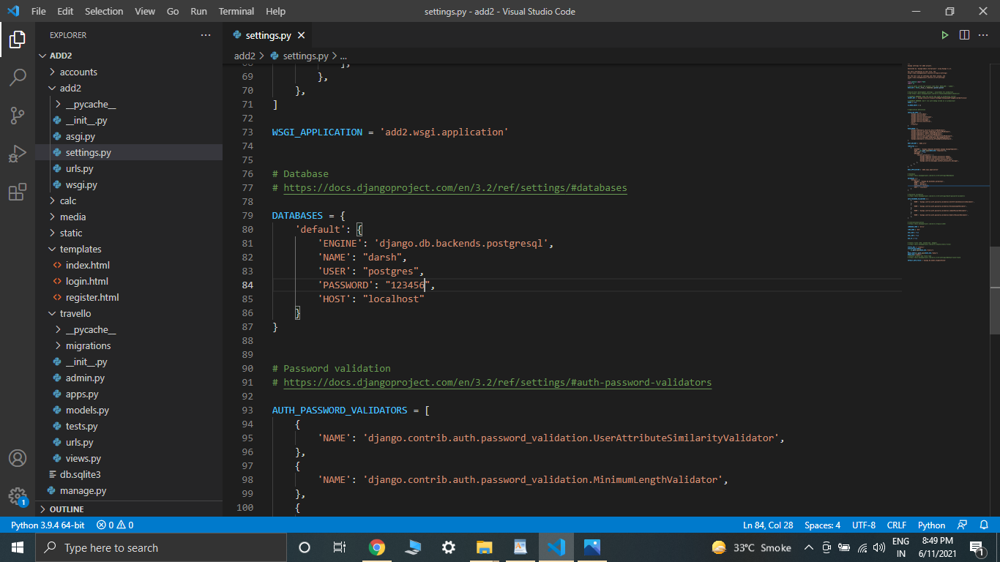 File Edit Selection View Go Run Terminal Help
settings.py - add2 - Visual Studio Code
EXPLORER
ADD2
accounts
add2
__pycache__
__init__.py
asgi.py
settings.py
urls.py
wsgi.py
calc
media
static
templates
index.html
login.html
register.html
travello
__pycache__
migrations
__init__.py
admin.py
apps.py
models.py
tests.py
urls.py
views.py
db.sqlite3
manage.py
OUTLINE
1
settings.py
add2 > settings.py > ...
68 ],
69 },
70 },
71 ]
72
73 WSGI_APPLICATION = 'add2.wsgi.application'
74
75
76 # Database
77 # https://docs.djangoproject.com/en/3.2/ref/settings/#databases
78
79 DATABASES = {
80 'default': {
81 'ENGINE': 'django.db.backends.postgresql',
82 'NAME': "darsh",
83 'USER': "postgres",
84 'PASSWORD': "123456",
85 'HOST': "localhost"
86 }
87 }
88
89
90 # Password validation
91 # https://docs.djangoproject.com/en/3.2/ref/settings/#auth-password-validators
92
93 AUTH_PASSWORD_VALIDATORS = [
94 {
95 'NAME': 'django.contrib.auth.password_validation.UserAttributeSimilarityValidator',
96 },
97 {
98 'NAME': 'django.contrib.auth.password_validation.MinimumLengthValidator',
99 },
100 {
Python 3.9.4 64-bit 0 0 Ln 84, Col 28 Spaces: 4 UTF-8 CRLF Python
Type here to search
33°C Smoke
ENG
IN
8:49 PM
6/11/2021
1